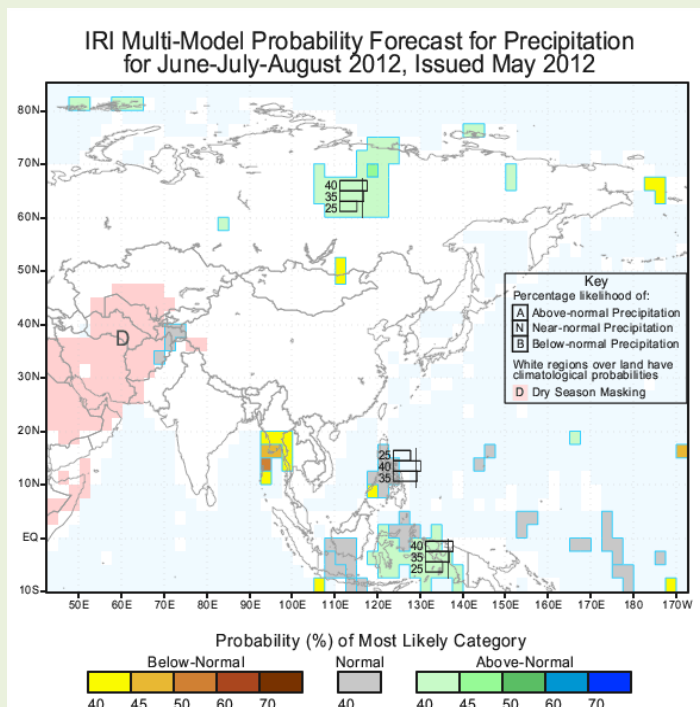 IRI Multi-Model Probability Forecast for Precipitation
for June-July-August 2012, Issued May 2012
80N
70N
60N
50N
40N
30N
20N
10N
EQ
10S
40
35
25
D
25
40
35
40
35
25
Key
Percentage likelihood of:
A Above-normal Precipitation
N Near-normal Precipitation
B Below-normal Precipitation
White regions over land have
climatological probabilities
D Dry Season Masking
50E 60E 70E 80E 90E 100E 110E 120E 130E 140E 150E 160E 170E 180 170W
Probability (%) of Most Likely Category
Below-Normal Normal Above-Normal
40 45 50 60 70 40 40 45 50 60 70